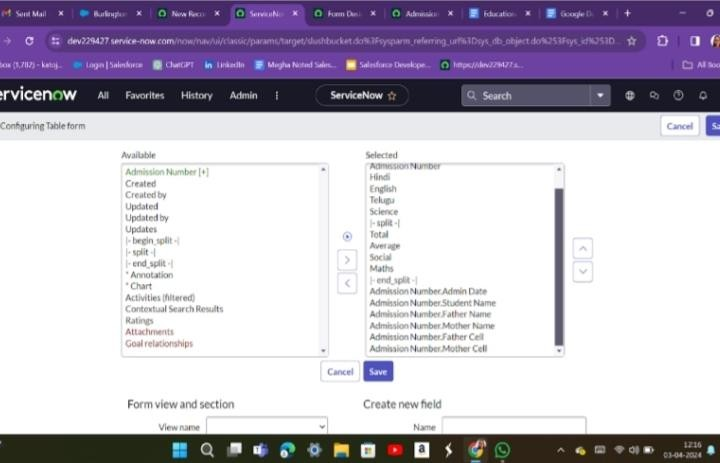 Sent Mail
Burlington
New Reco
ServiceNo
Form Des
Admission
Education
Google D
dev229427.service-now.com/now/nav/ui/classic/params/target/slushbucket.do%3Fsysparm_referring_url%3Dsys_db_object.do%253Fsys_id%253D...
box (1,782) - katoj...
Login | Salesforce
ChatGPT
LinkedIn
Megha Noted Sales...
Salesforce Develope...
https://dev229427.s...
All Boo
ervicenow
All
Favorites
History
Admin
ServiceNow
Search
Configuring Table form
Cancel
Sa
Available
Selected
Admission Number [+]
Created
Created by
Updated
Updated by
Updates
|- begin_split -|
|- split -|
|- end_split -|
* Annotation
* Chart
Activities (filtered)
Contextual Search Results
Ratings
Attachments
Goal relationships
Admission Number
Hindi
English
Telugu
Science
|- split -|
Total
Average
Social
Maths
|- end_split -|
Admission Number.Admin Date
Admission Number.Student Name
Admission Number.Father Name
Admission Number.Mother Name
Admission Number.Father Cell
Admission Number.Mother Cell
Cancel
Save
Form view and section
Create new field
View name
Name
12:16
03-04-2024